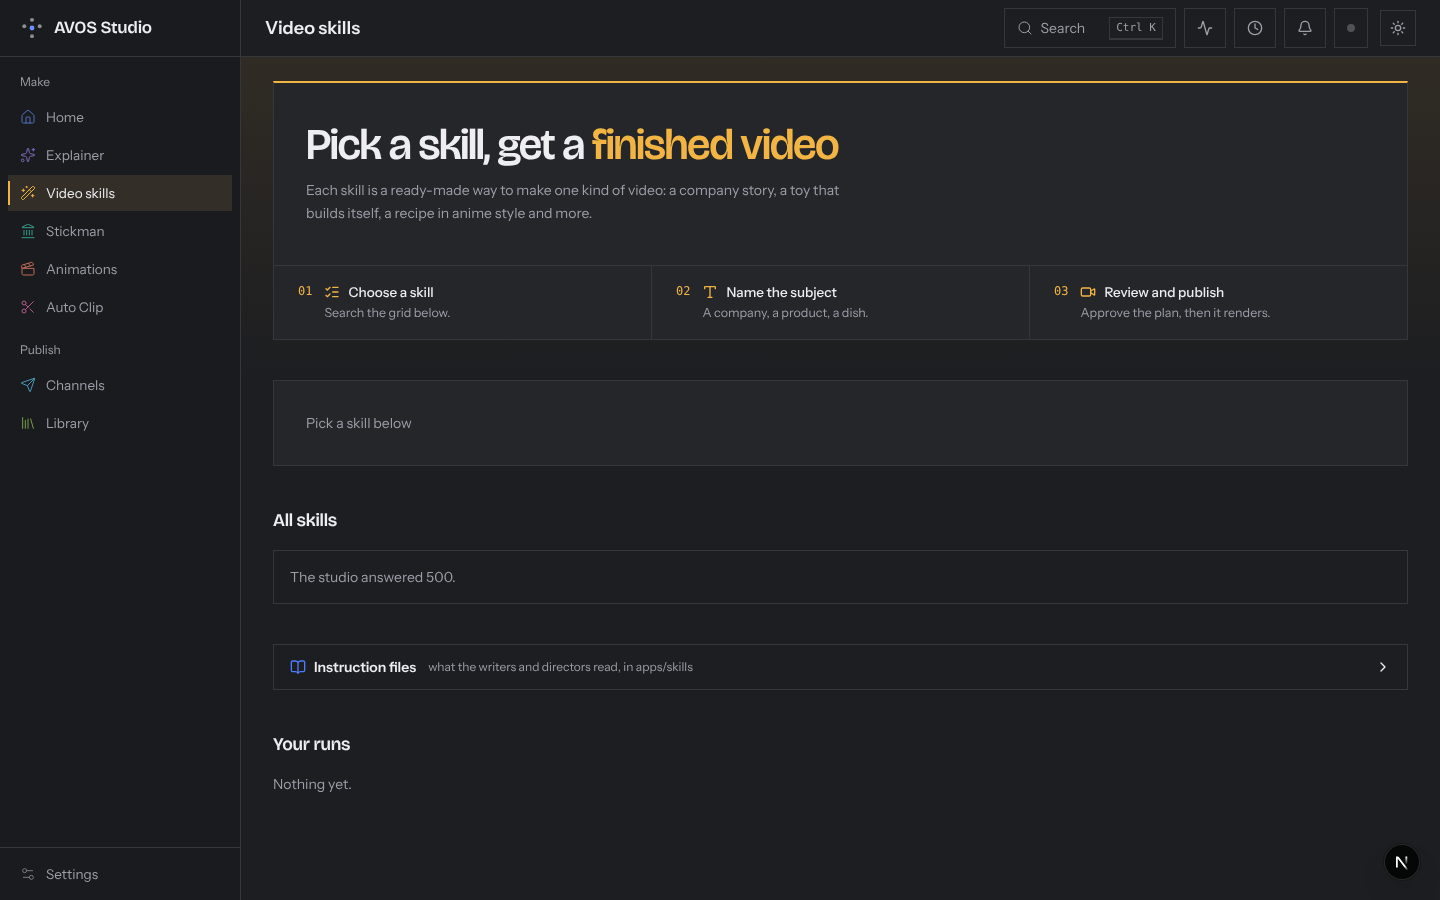 AVOS Studio
Video skills
Search
Ctrl K
Make
Home
Explainer
Video skills
Stickman
Animations
Auto Clip
Publish
Channels
Library
Settings
Pick a skill, get a finished video
Each skill is a ready-made way to make one kind of video: a company story, a toy that
builds itself, a recipe in anime style and more.
01 Choose a skill
Search the grid below.
02 Name the subject
A company, a product, a dish.
03 Review and publish
Approve the plan, then it renders.
Pick a skill below
All skills
The studio answered 500.
Instruction files what the writers and directors read, in apps/skills
Your runs
Nothing yet.
N